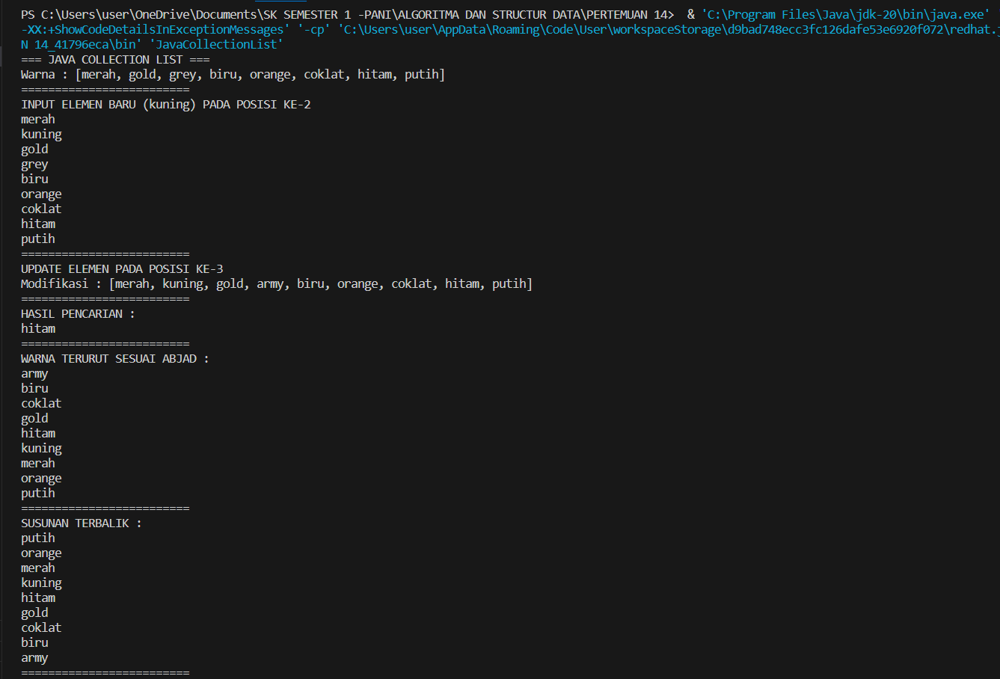 PS C:\Users\user\OneDrive\Documents\SK SEMESTER 1 -PANI\ALGORITMA DAN STRUCTUR DATA\PERTEMUAN 14>  & 'C:\Program Files\Java\jdk-20\bin\java.exe'
-XX:+ShowCodeDetailsInExceptionMessages' '-cp' 'C:\Users\user\AppData\Roaming\Code\User\workspaceStorage\d9bad748ecc3fc126dafe53e6920f072\redhat.j
N 14_41796eca\bin' 'JavaCollectionList'
=== JAVA COLLECTION LIST ===
Warna : [merah, gold, grey, biru, orange, coklat, hitam, putih]
=========================
INPUT ELEMEN BARU (kuning) PADA POSISI KE-2
merah
kuning
gold
grey
biru
orange
coklat
hitam
putih
=========================
UPDATE ELEMEN PADA POSISI KE-3
Modifikasi : [merah, kuning, gold, army, biru, orange, coklat, hitam, putih]
=========================
HASIL PENCARIAN :
hitam
=========================
WARNA TERURUT SESUAI ABJAD :
army
biru
coklat
gold
hitam
kuning
merah
orange
putih
=========================
SUSUNAN TERBALIK :
putih
orange
merah
kuning
hitam
gold
coklat
biru
army
=========================